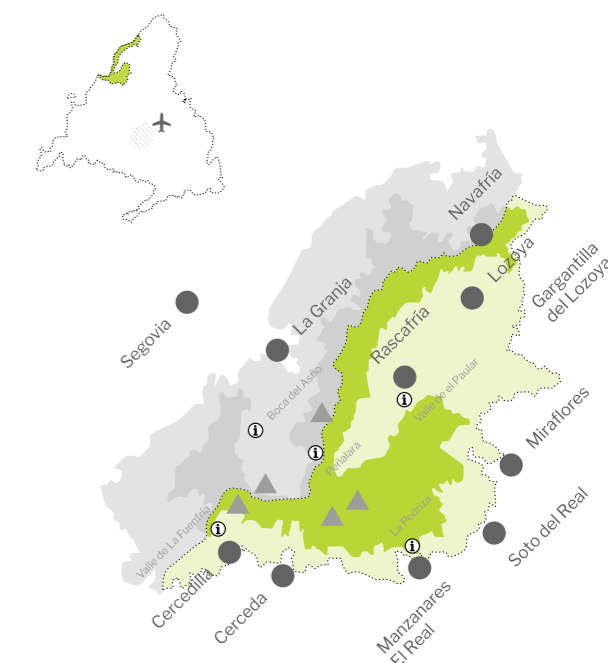 Navafría
Lozoya
Gargantilla
del Lozoya
La Granja
Segovia
Rascafría
Boca del Asño
Valle de el Paular
Miraflores
Peñalara
La Pedriza
Soto del Real
Valle de La Fuenfría
Cercedilla
Cerceda
Manzanares
El Real
i
i
i
i
i